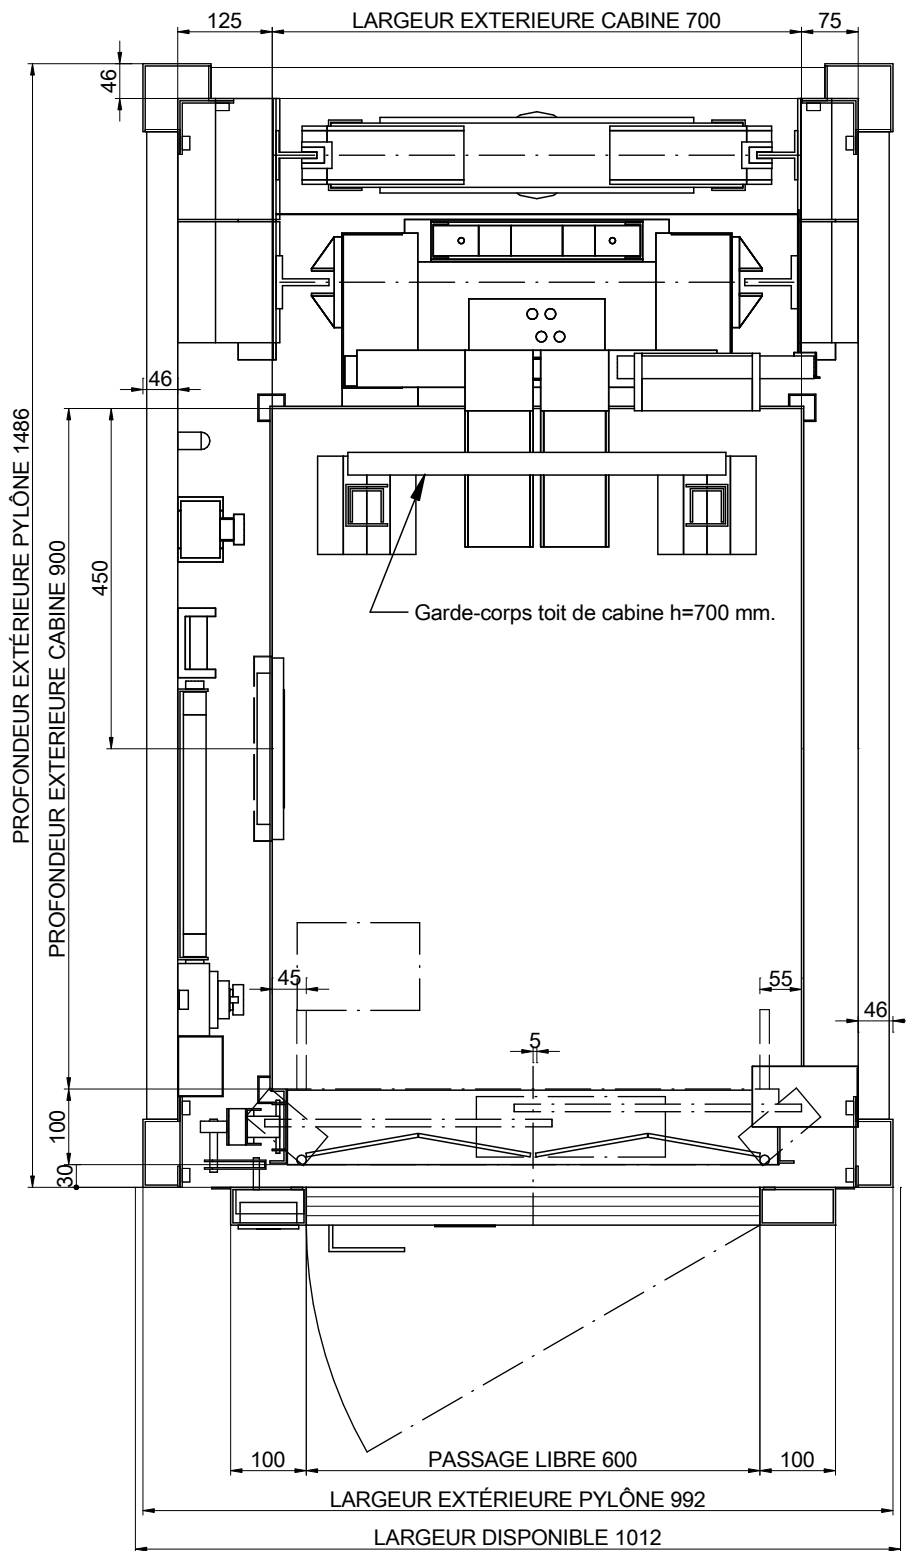 125
LARGEUR EXTERIEURE CABINE 700
75
46
46
PROFONDEUR EXTÉRIEURE PYLÔNE 1486
PROFONDEUR EXTERIEURE CABINE 900
450
Garde-corps toit de cabine h=700 mm.
45
55
46
5
100
30
100
PASSAGE LIBRE 600
100
LARGEUR EXTÉRIEURE PYLÔNE 992
LARGEUR DISPONIBLE 1012